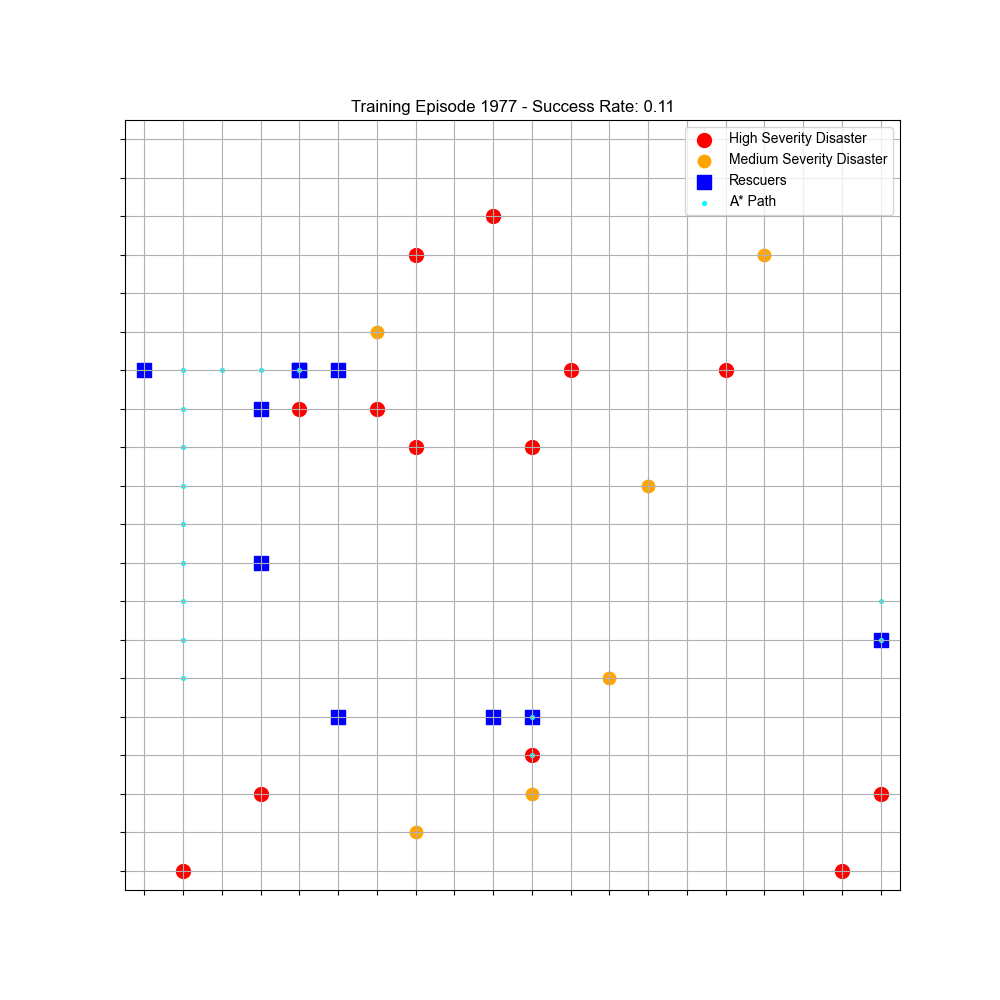 Training Episode 1977 - Success Rate: 0.11
High Severity Disaster
Medium Severity Disaster
Rescuers
A* Path